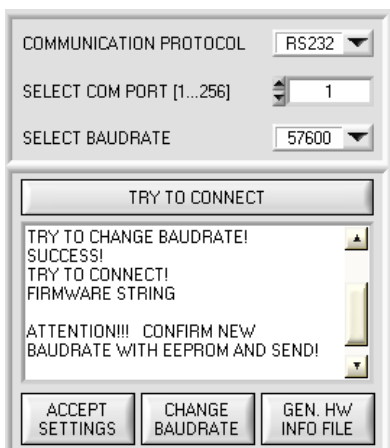 COMMUNICATION PROTOCOL RS232
SELECT COM PORT [1...256] 1
SELECT BAUDRATE 57600
TRY TO CONNECT
TRY TO CHANGE BAUDRATE!
SUCCESS!
TRY TO CONNECT!
FIRMWARE STRING
ATTENTION!!! CONFIRM NEW
BAUDRATE WITH EEPROM AND SEND!
ACCEPT
SETTINGS
CHANGE
BAUDRATE
GEN. HW
INFO FILE